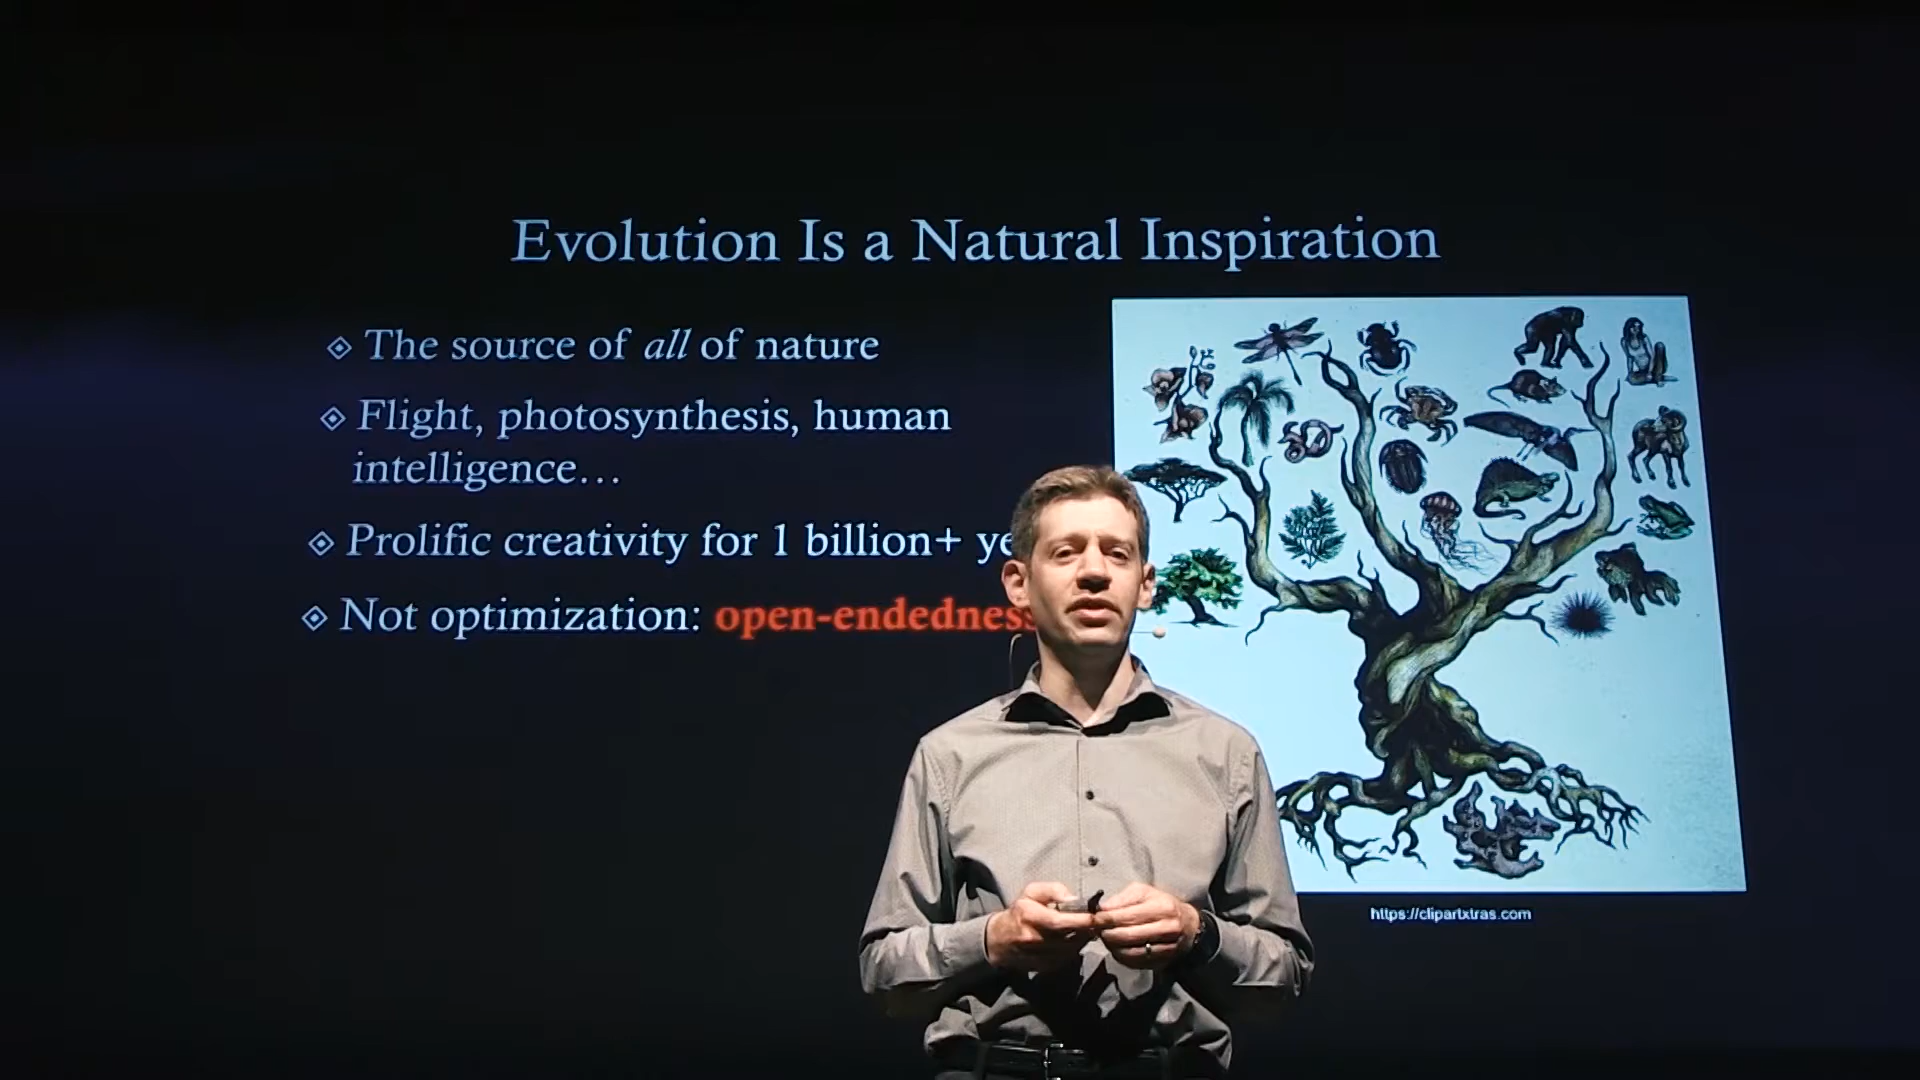 Evolution Is a Natural Inspiration
The source of all of nature
Flight, photosynthesis, human
intelligence…
Prolific creativity for 1 billion+
Not optimization: open-endedness
https://clipartxtras.com